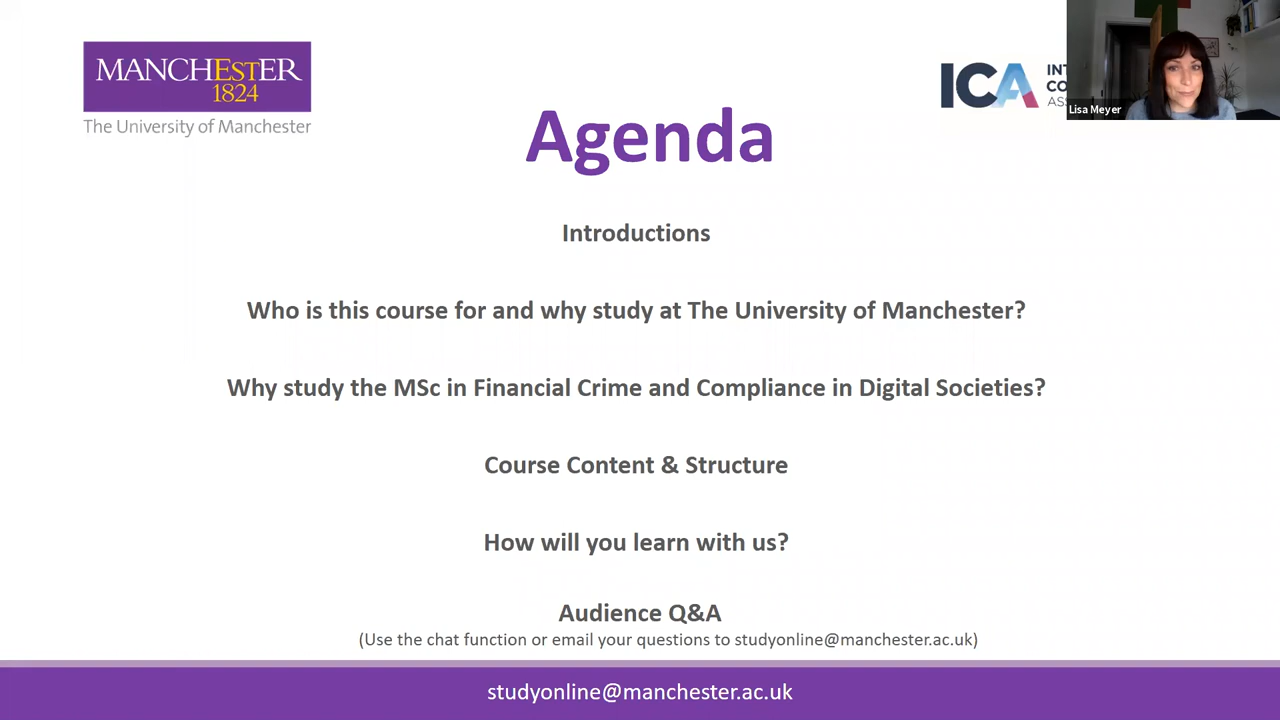 MANCHESTER
1824
The University of Manchester
ICA
Lisa Meyer
Agenda
Introductions
Who is this course for and why study at The University of Manchester?
Why study the MSc in Financial Crime and Compliance in Digital Societies?
Course Content & Structure
How will you learn with us?
Audience Q&A
(Use the chat function or email your questions to studyonline@manchester.ac.uk)
studyonline@manchester.ac.uk